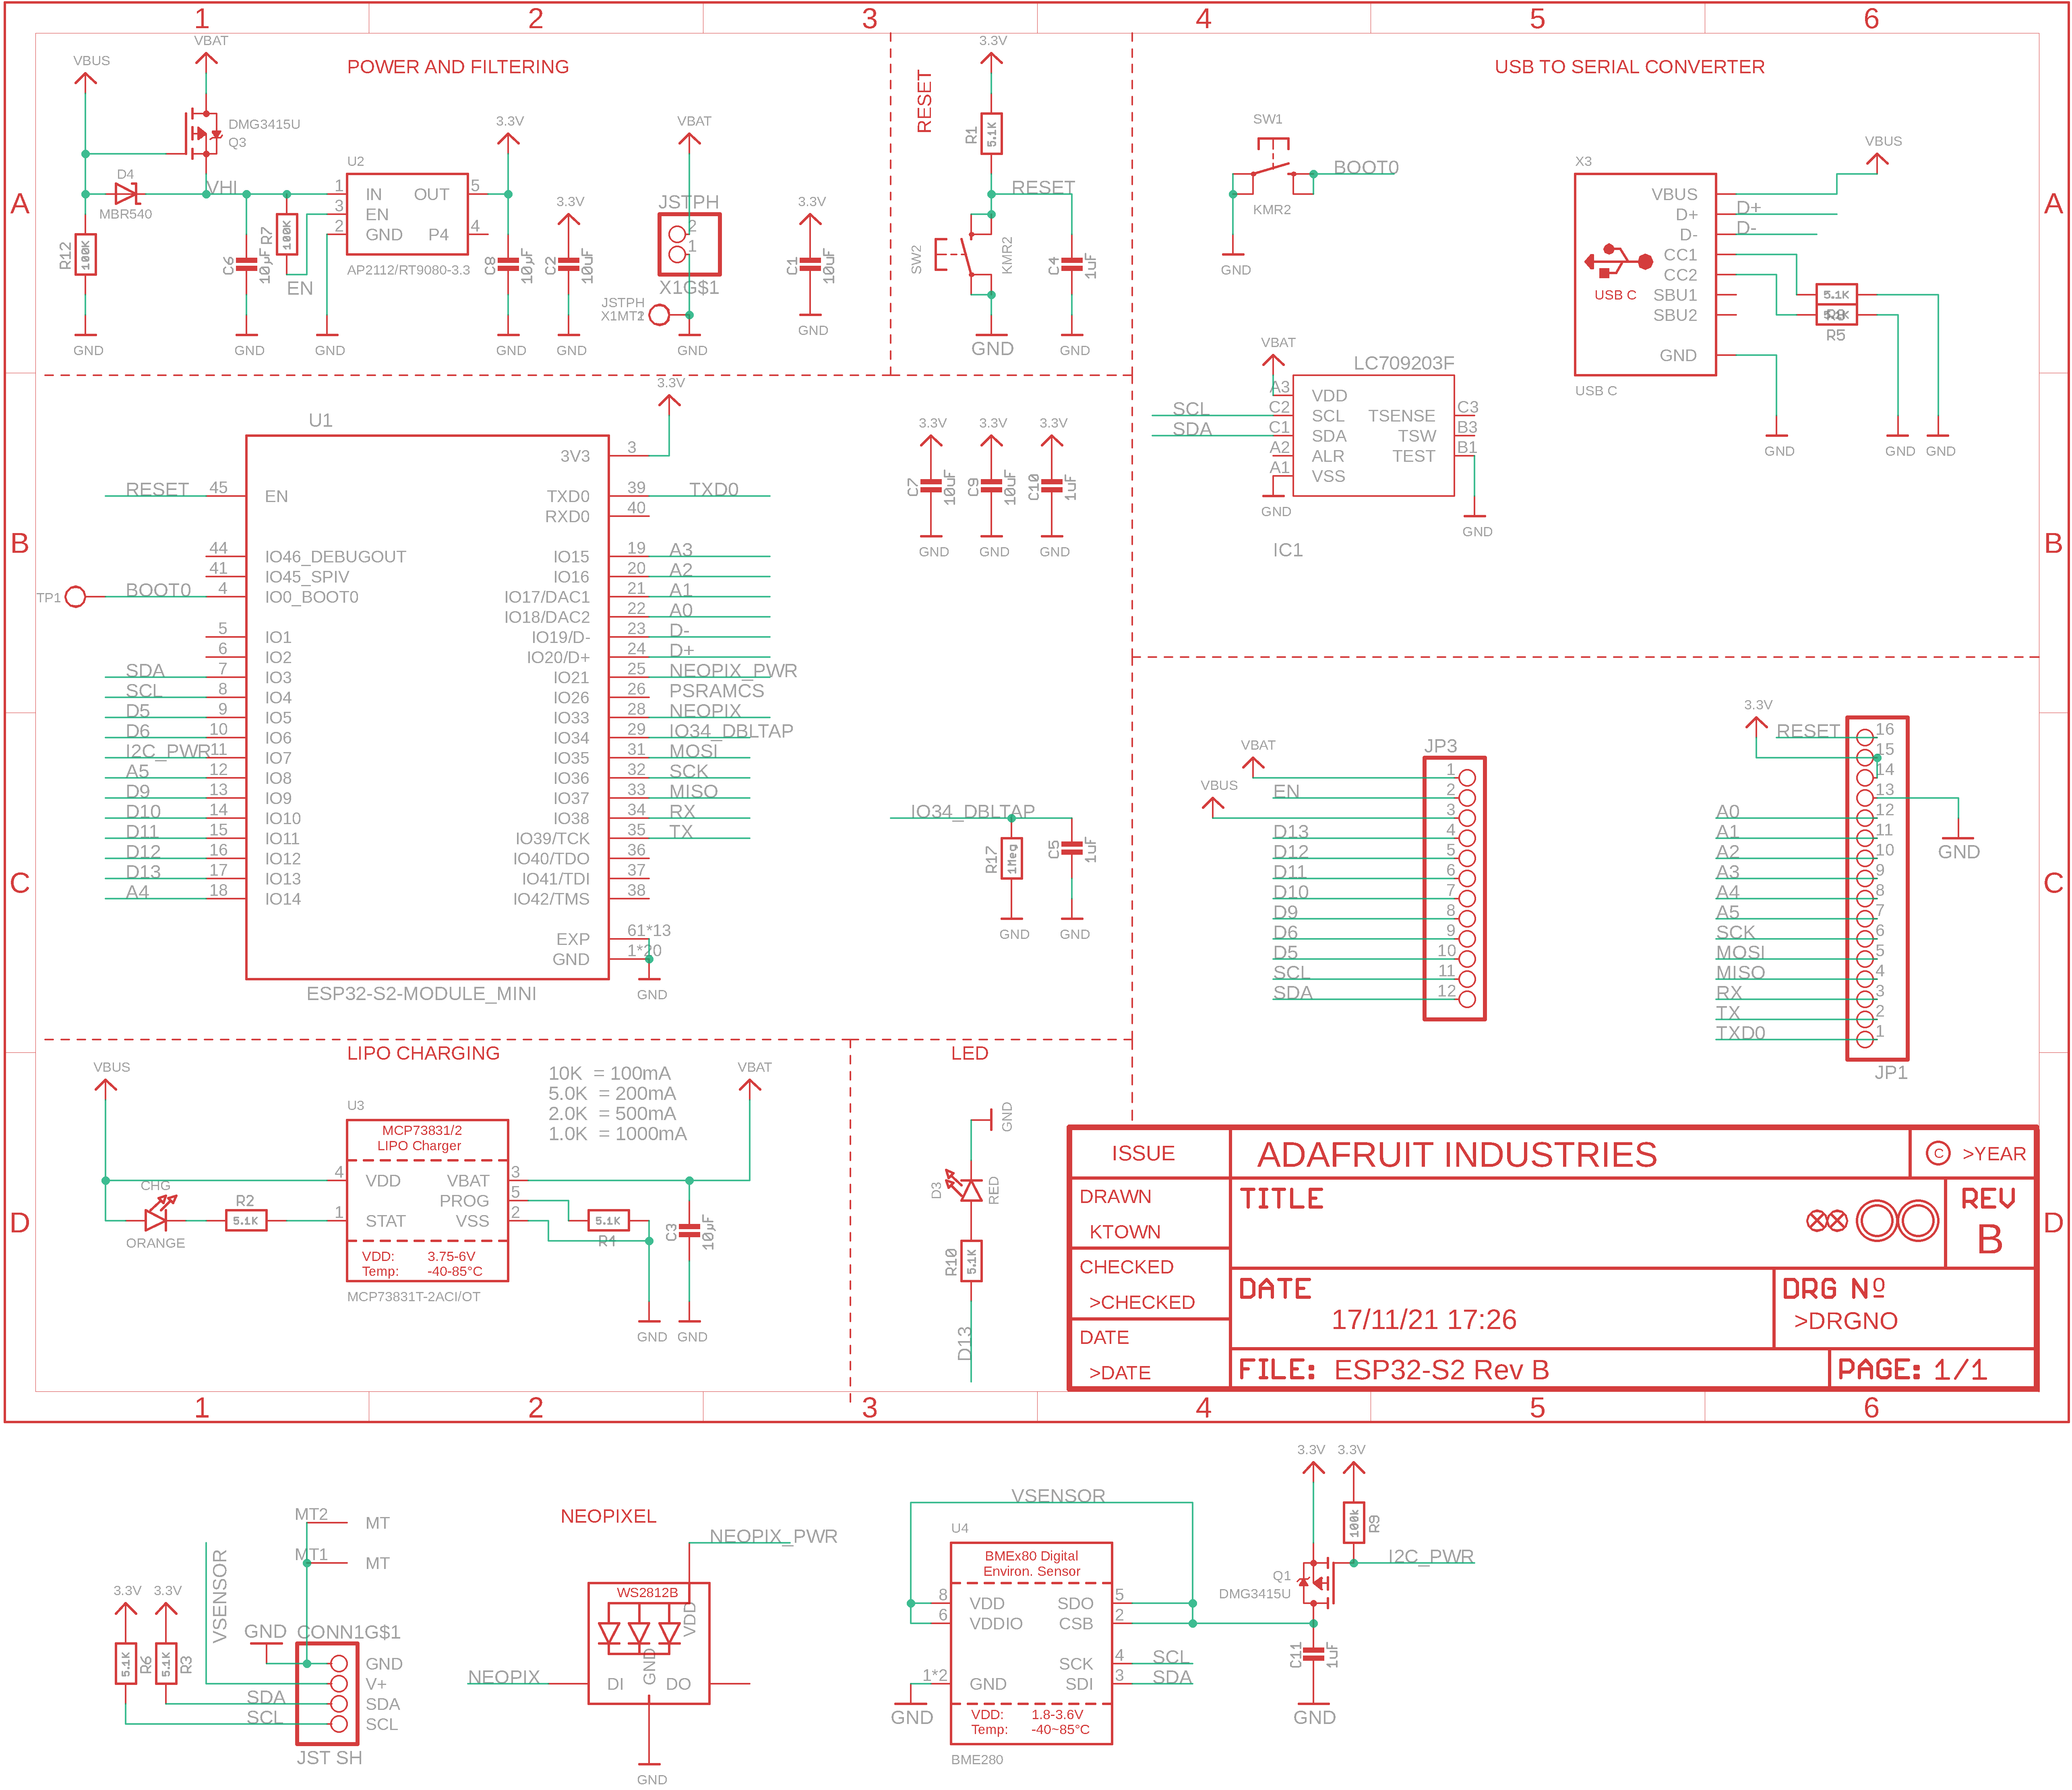 1 2 3 4 5 6
A
B
C
D
POWER AND FILTERING
VBUS
VBAT
DMG3415U
Q3
D4
MBR540
VHI
R12
100K
GND
C6
10µF
GND
R7
100K
EN
GND
U2
1 IN OUT 5
3 EN
2 GND P4 4
AP2112/RT9080-3.3
3.3V
C8
10µF
GND
3.3V
C2
10uF
GND
VBAT
JSTPH
2
1
X1G$1
JSTPH
GND
3.3V
C1
10uF
GND
RESET
3.3V
R1
5.1K
RESET
SW2
KMR2
GND
C4
1uF
GND
USB TO SERIAL CONVERTER
SW1
BOOT0
KMR2
GND
X3
VBUS
VBUS
D+ D+
D- D-
CC1
CC2
SBU1
SBU2
GND
USB C
USB C
5.1K
R5
GND
GND GND
VBAT
LC709203F
A3 VDD
SCL C2 SCL TSENSE C3
SDA C1 SDA TSW B3
A2 ALR TEST B1
A1 VSS
GND
GND
IC1
U1
3.3V
3V3 3
RESET 45 EN
TXD0 39 TXD0
RXD0 40
44 IO46_DEBUGOUT
41 IO45_SPIV
TP1 BOOT0 4 IO0_BOOT0
5 IO1
6 IO2
SDA 7 IO3
SCL 8 IO4
D5 9 IO5
D6 10 IO6
I2C_PWR 11 IO7
A5 12 IO8
D9 13 IO9
D10 14 IO10
D11 15 IO11
D12 16 IO12
D13 17 IO13
A4 18 IO14
IO15 19 A3
IO16 20 A2
IO17/DAC1 21 A1
IO18/DAC2 22 A0
IO19/D- 23 D-
IO20/D+ 24 D+
IO21 25 NEOPIX_PWR
IO26 26 PSRAMCS
IO33 28 NEOPIX
IO34 29 IO34_DBLTAP
IO35 31 MOSI
IO36 32 SCK
IO37 33 MISO
IO38 34 RX
IO39/TCK 35 TX
IO40/TDO 36
IO41/TDI 37
IO42/TMS 38
EXP 61*13
GND 1*20
GND
ESP32-S2-MODULE_MINI
3.3V 3.3V 3.3V
C7 10uF C9 10uF C10 1uF
GND GND GND
IO34_DBLTAP
R17
1Meg
C5
1uF
GND GND
VBAT
VBUS
JP3
1
EN 2
3
D13 4
D12 5
D11 6
D10 7
D9 8
D6 9
D5 10
SCL 11
SDA 12
3.3V
RESET 16
15
14
13
GND
A0 12
A1 11
A2 10
A3 9
A4 8
A5 7
SCK 6
MOSI 5
MISO 4
RX 3
TX 2
TXD0 1
JP1
LIPO CHARGING
VBUS
10K = 100mA
5.0K = 200mA
2.0K = 500mA
1.0K = 1000mA
VBAT
U3
MCP73831/2
LIPO Charger
4 VDD VBAT 3
PROG 5
1 STAT VSS 2
VDD: 3.75-6V
Temp: -40-85°C
MCP73831T-2ACI/OT
CHG
ORANGE
R2
5.1K
5.1K
R4
C3
10µF
GND GND
LED
GND
D3
RED
R10
5.1K
D13
ISSUE
ADAFRUIT INDUSTRIES
C >YEAR
DRAWN
KTOWN
TITLE
REV
B
CHECKED
>CHECKED
DATE
17/11/21 17:26
DRG Nº
>DRGNO
DATE
>DATE
FILE: ESP32-S2 Rev B
PAGE: 1/1
A
B
C
D
1 2 3 4 5 6
MT2 MT
MT1 MT
VSENSOR
3.3V 3.3V
5.1K R6 5.1K R3
GND
CONN1G$1
GND
V+
SDA SDA
SCL SCL
JST SH
NEOPIXEL
NEOPIX_PWR
WS2812B
VDD
GND
NEOPIX DI DO
GND
VSENSOR
U4
BMEx80 Digital
Environ. Sensor
8 VDD SDO 5
6 VDDIO CSB 2
SCK 4 SCL
1*2 GND SDI 3 SDA
GND
VDD: 1.8-3.6V
Temp: -40~85°C
BME280
3.3V 3.3V
100k
R9
I2C_PWR
Q1
DMG3415U
C11
1uF
GND